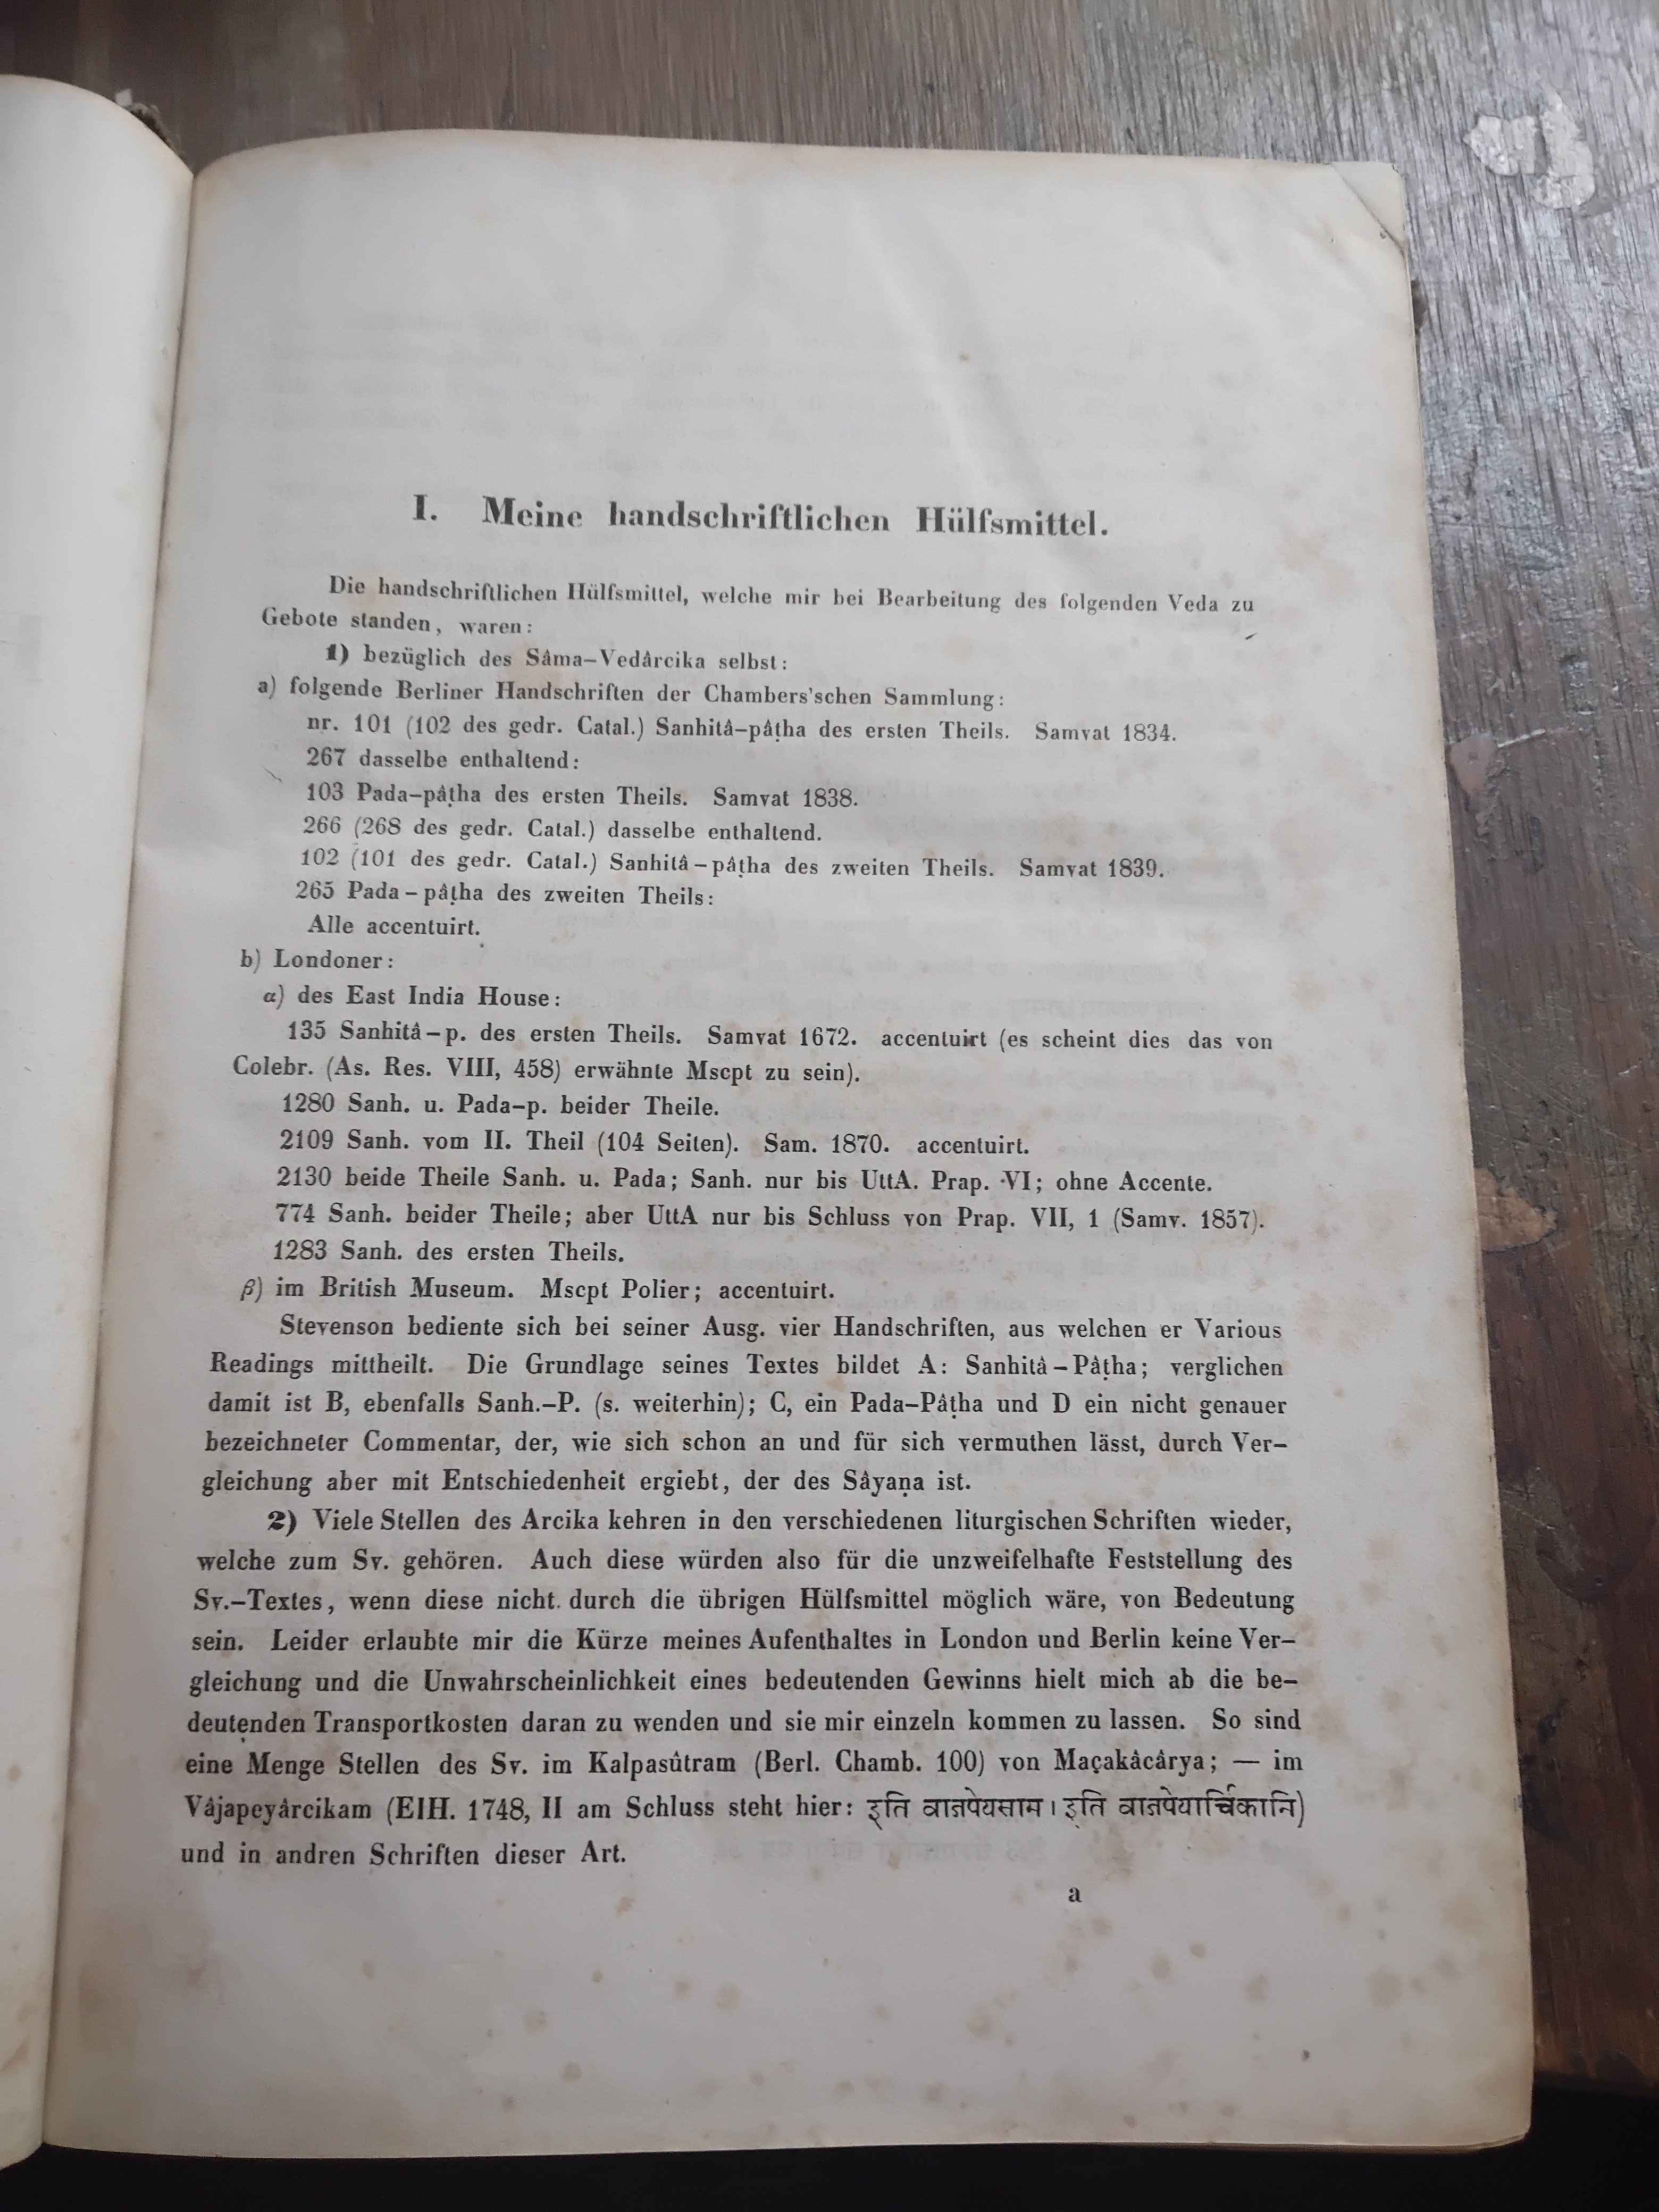 I. Meine handschriftlichen Hülfsmittel.
Die handschriftlichen Hülfsmittel, welche mir bei Bearbeitung des folgenden Veda zu
Gebote standen, waren:
1) bezüglich des Sâma-Vedârcika selbst:
a) folgende Berliner Handschriften der Chambers'schen Sammlung:
nr. 101 (102 des gedr. Catal.) Sanhitâ-pâṭha des ersten Theils. Samvat 1834.
267 dasselbe enthaltend:
103 Pada-pâṭha des ersten Theils. Samvat 1838.
266 (268 des gedr. Catal.) dasselbe enthaltend.
102 (101 des gedr. Catal.) Sanhitâ-pâṭha des zweiten Theils. Samvat 1839.
265 Pada-pâṭha des zweiten Theils:
Alle accentuirt.
b) Londoner:
α) des East India House:
135 Sanhitâ-p. des ersten Theils. Samvat 1672. accentuirt (es scheint dies das von
Colebr. (As. Res. VIII, 458) erwähnte Mscpt zu sein).
1280 Sanh. u. Pada-p. beider Theile.
2109 Sanh. vom II. Theil (104 Seiten). Sam. 1870. accentuirt.
2130 beide Theile Sanh. u. Pada; Sanh. nur bis UttA. Prap. VI; ohne Accente.
774 Sanh. beider Theile; aber UttA nur bis Schluss von Prap. VII, 1 (Samv. 1857).
1283 Sanh. des ersten Theils.
β) im British Museum. Mscpt Polier; accentuirt.
Stevenson bediente sich bei seiner Ausg. vier Handschriften, aus welchen er Various
Readings mittheilt. Die Grundlage seines Textes bildet A: Sanhitâ-Pâṭha; verglichen
damit ist B, ebenfalls Sanh.-P. (s. weiterhin); C, ein Pada-Pâṭha und D ein nicht genauer
bezeichneter Commentar, der, wie sich schon an und für sich vermuthen lässt, durch Ver-
gleichung aber mit Entschiedenheit ergiebt, der des Sâyaṇa ist.
2) Viele Stellen des Arcika kehren in den verschiedenen liturgischen Schriften wieder,
welche zum Sv. gehören. Auch diese würden also für die unzweifelhafte Feststellung des
Sv.-Textes, wenn diese nicht durch die übrigen Hülfsmittel möglich wäre, von Bedeutung
sein. Leider erlaubte mir die Kürze meines Aufenthaltes in London und Berlin keine Ver-
gleichung und die Unwahrscheinlichkeit eines bedeutenden Gewinns hielt mich ab die be-
deutenden Transportkosten daran zu wenden und sie mir einzeln kommen zu lassen. So sind
eine Menge Stellen des Sv. im Kalpasûtram (Berl. Chamb. 100) von Maçakâcârya; — im
Vâjapeyârcikam (EIH. 1748, II am Schluss steht hier: इति वाजपेयसाम। इति वाजपेयार्चिकानि)
und in andren Schriften dieser Art.
a